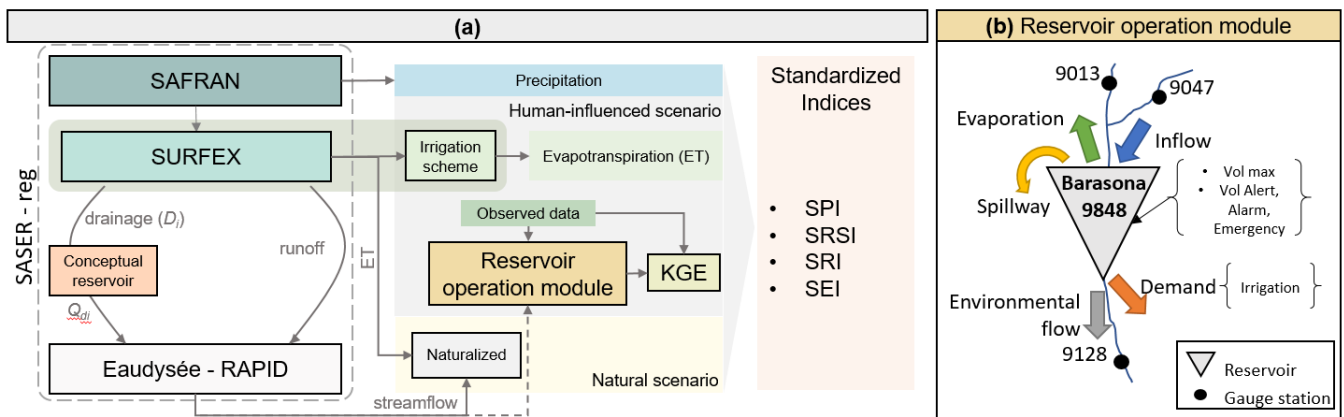 (a)
SAFRAN
SURFEX
drainage (Di)
runoff
Conceptual
reservoir
Qdi
Eaudysée - RAPID
SASER - reg
ET
streamflow
Precipitation
Human-influenced scenario
Irrigation
scheme
Evapotranspiration (ET)
Observed data
Reservoir
operation module
KGE
Naturalized
Natural scenario
Standardized
Indices
• SPI
• SRSI
• SRI
• SEI
(b) Reservoir operation module
9013
9047
Evaporation
Inflow
Spillway
Barasona
9848
• Vol max
• Vol Alert,
Alarm,
Emergency
Environmental
flow
Demand
Irrigation
9128
Reservoir
Gauge station